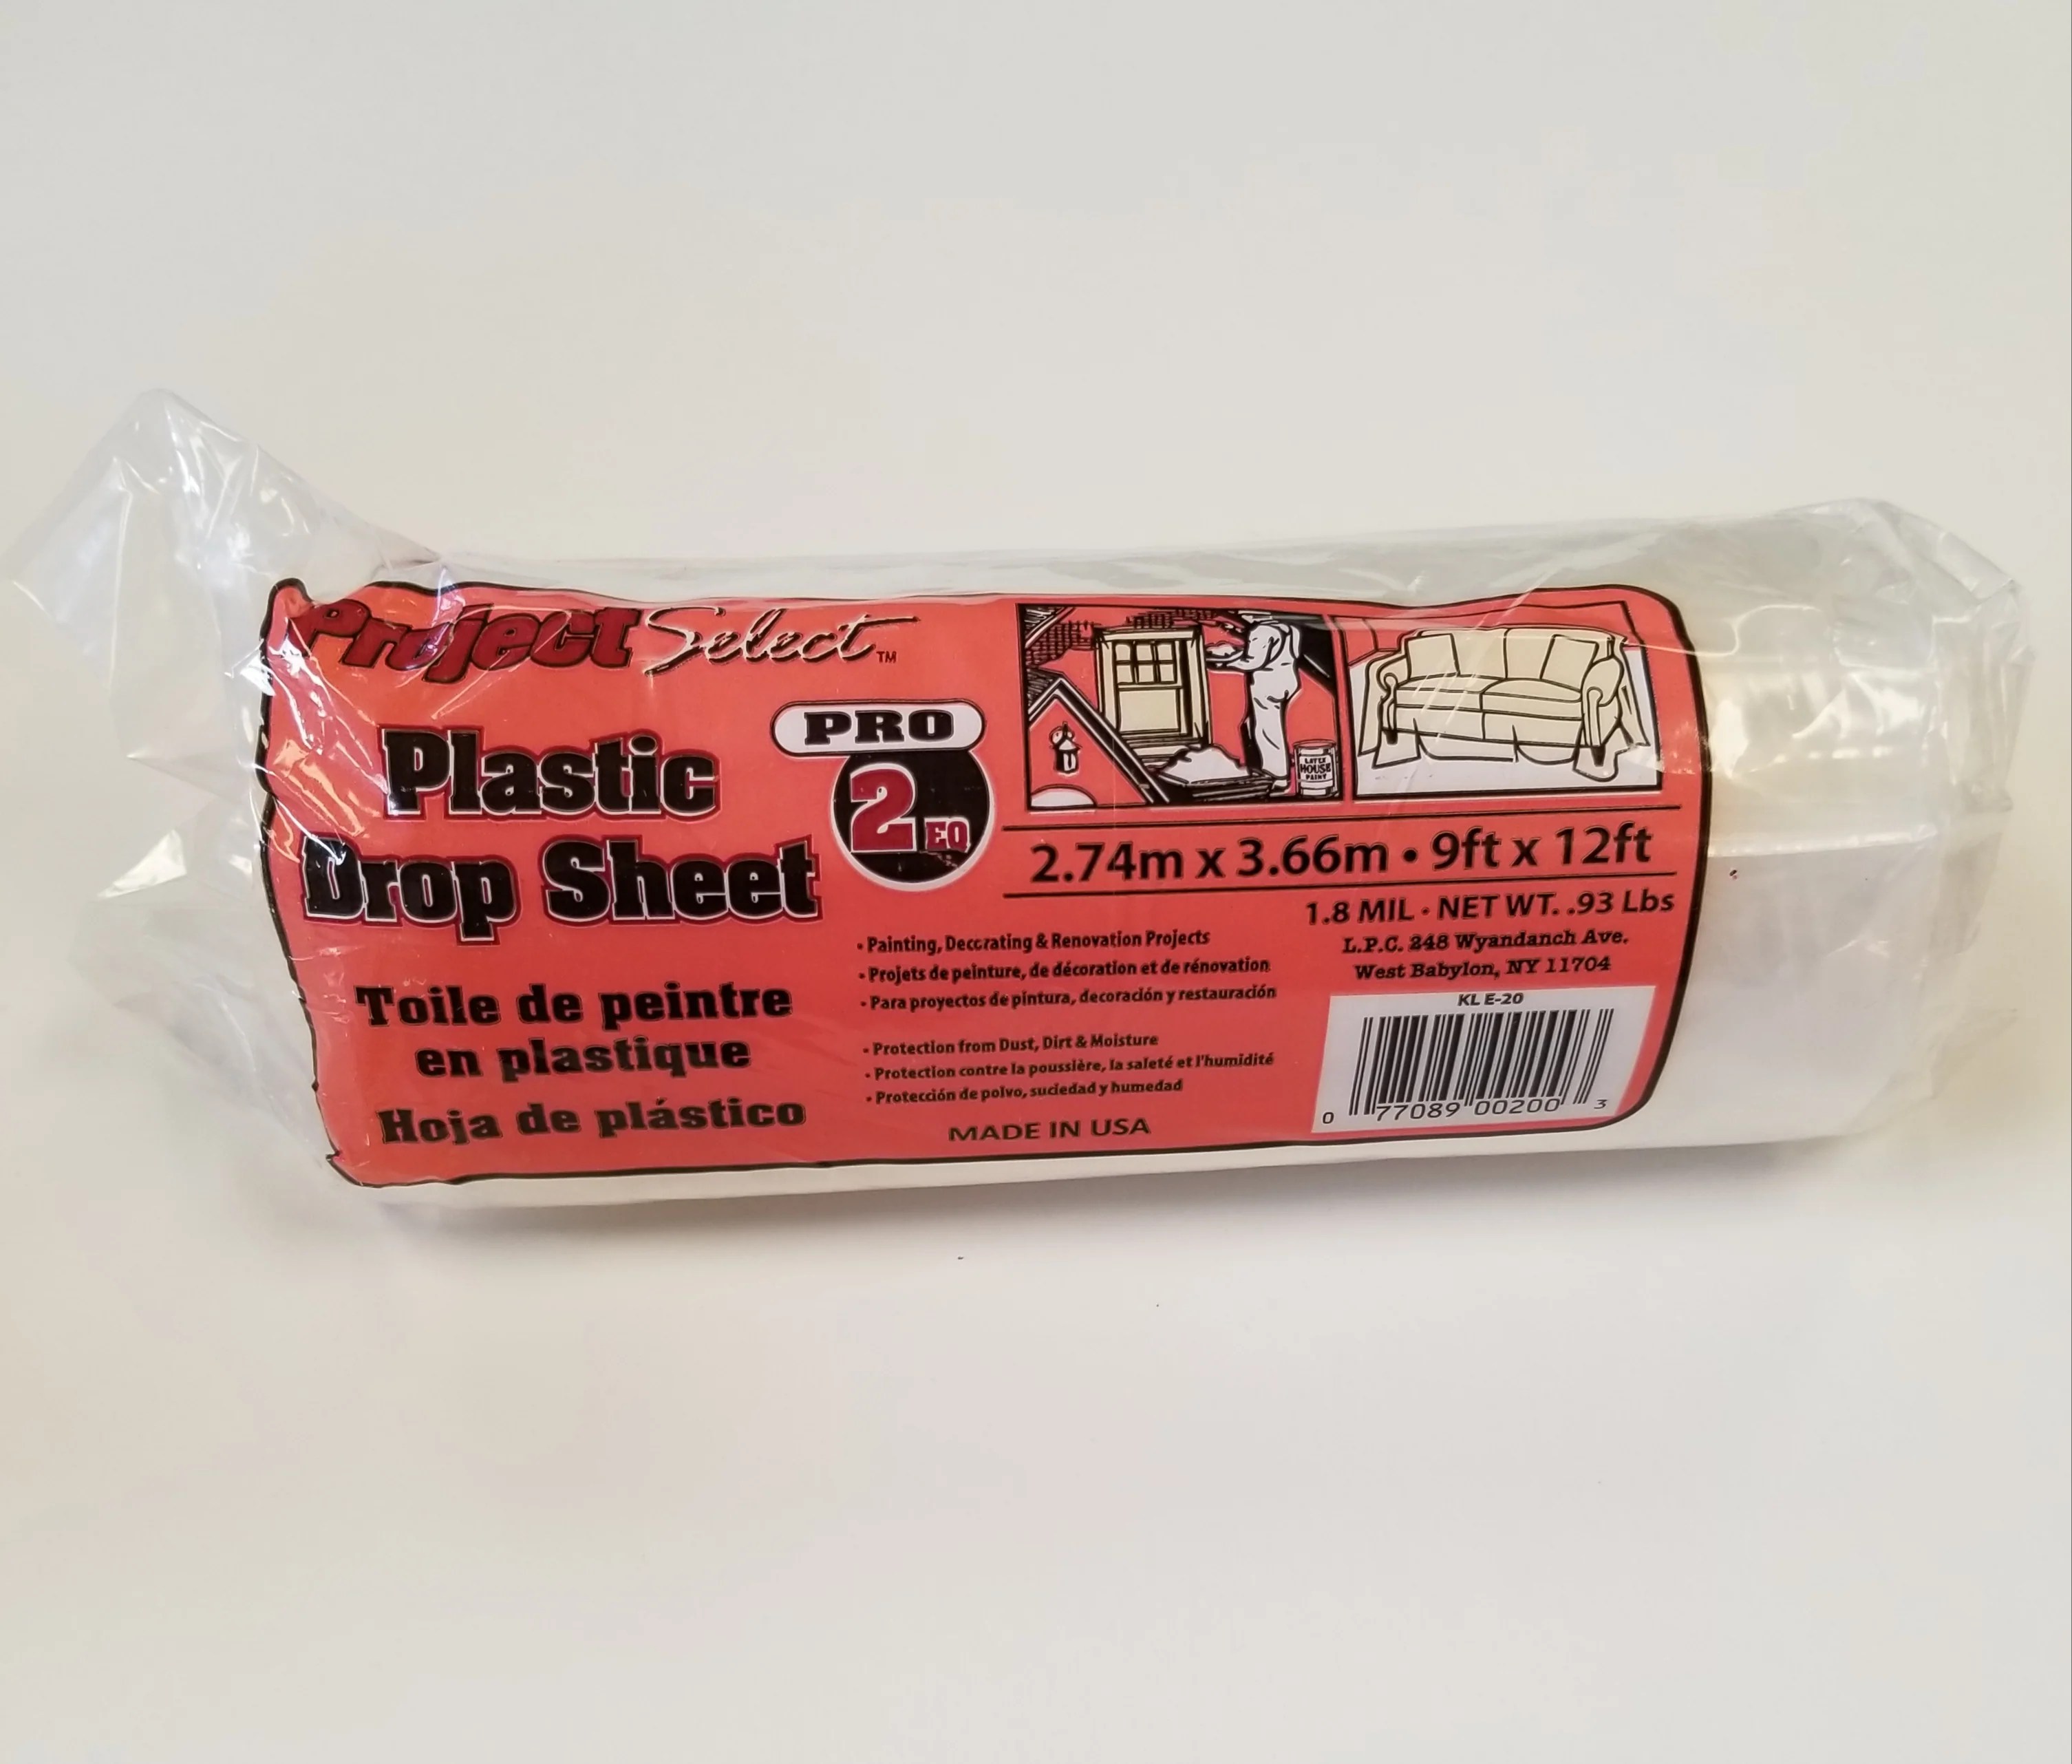 Project Select™
Plastic
Drop Sheet
PRO
2 EQ
Toile de peintre
en plastique
Hoja de plástico
LATEX
HOUSE
PAINT
2.74m x 3.66m • 9ft x 12ft
1.8 MIL • NET WT. .93 Lbs
L.P.C. 248 Wyandanch Ave.
West Babylon, NY 11704
• Painting, Decorating & Renovation Projects
• Projets de peinture, de décoration et de rénovation
• Para proyectos de pintura, decoración y restauración
• Protection from Dust, Dirt & Moisture
• Protection contre la poussière, la saleté et l'humidité
• Protección de polvo, suciedad y humedad
MADE IN USA
KL E-20
0 77089 00200 3